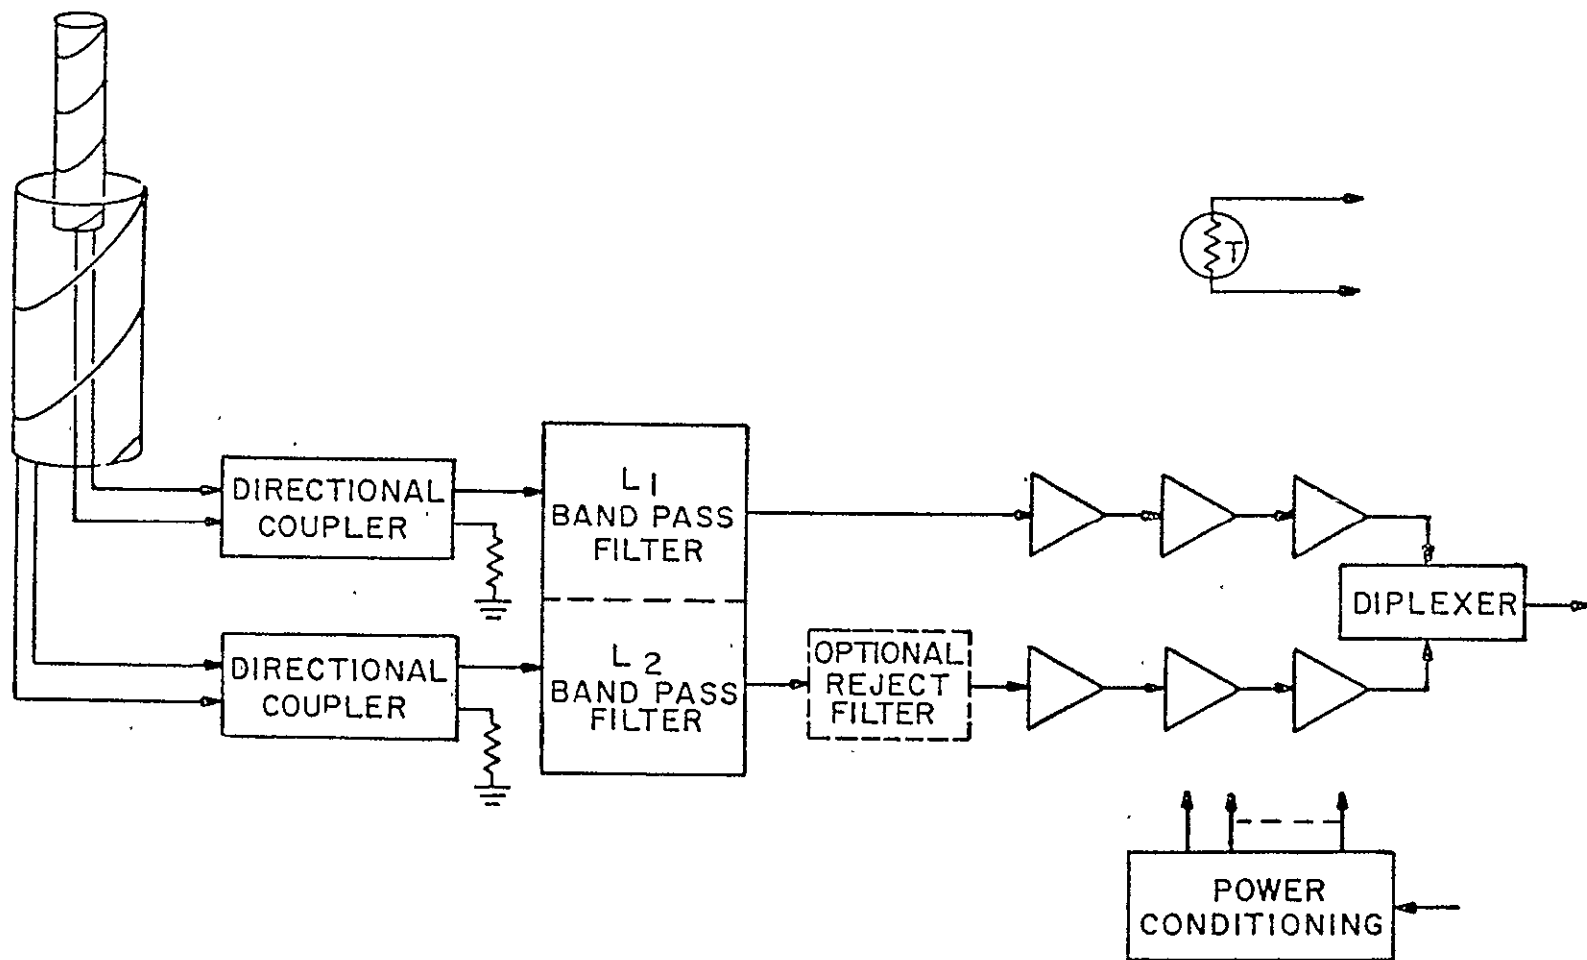 T
DIRECTIONAL
COUPLER
L1
BAND PASS
FILTER
DIPLEXER
DIRECTIONAL
COUPLER
L2
BAND PASS
FILTER
OPTIONAL
REJECT
FILTER
POWER
CONDITIONING